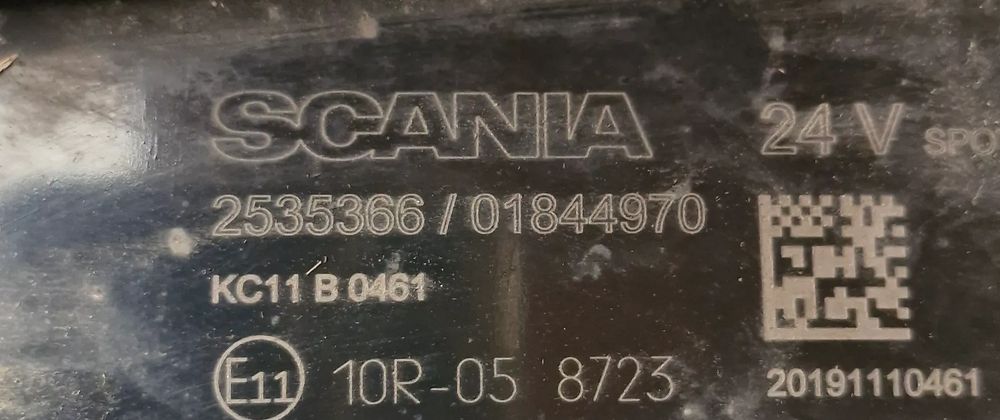 SCANIA 24 V
2535366 / 01844970
KC11 B 0461
E11 10R-05 8723
20191110461